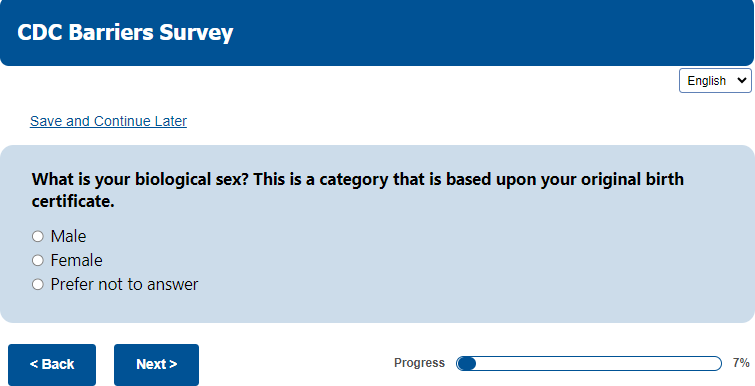 CDC Barriers Survey
English
Save and Continue Later
What is your biological sex? This is a category that is based upon your original birth
certificate.
Male
Female
Prefer not to answer
< Back
Next >
Progress
7%